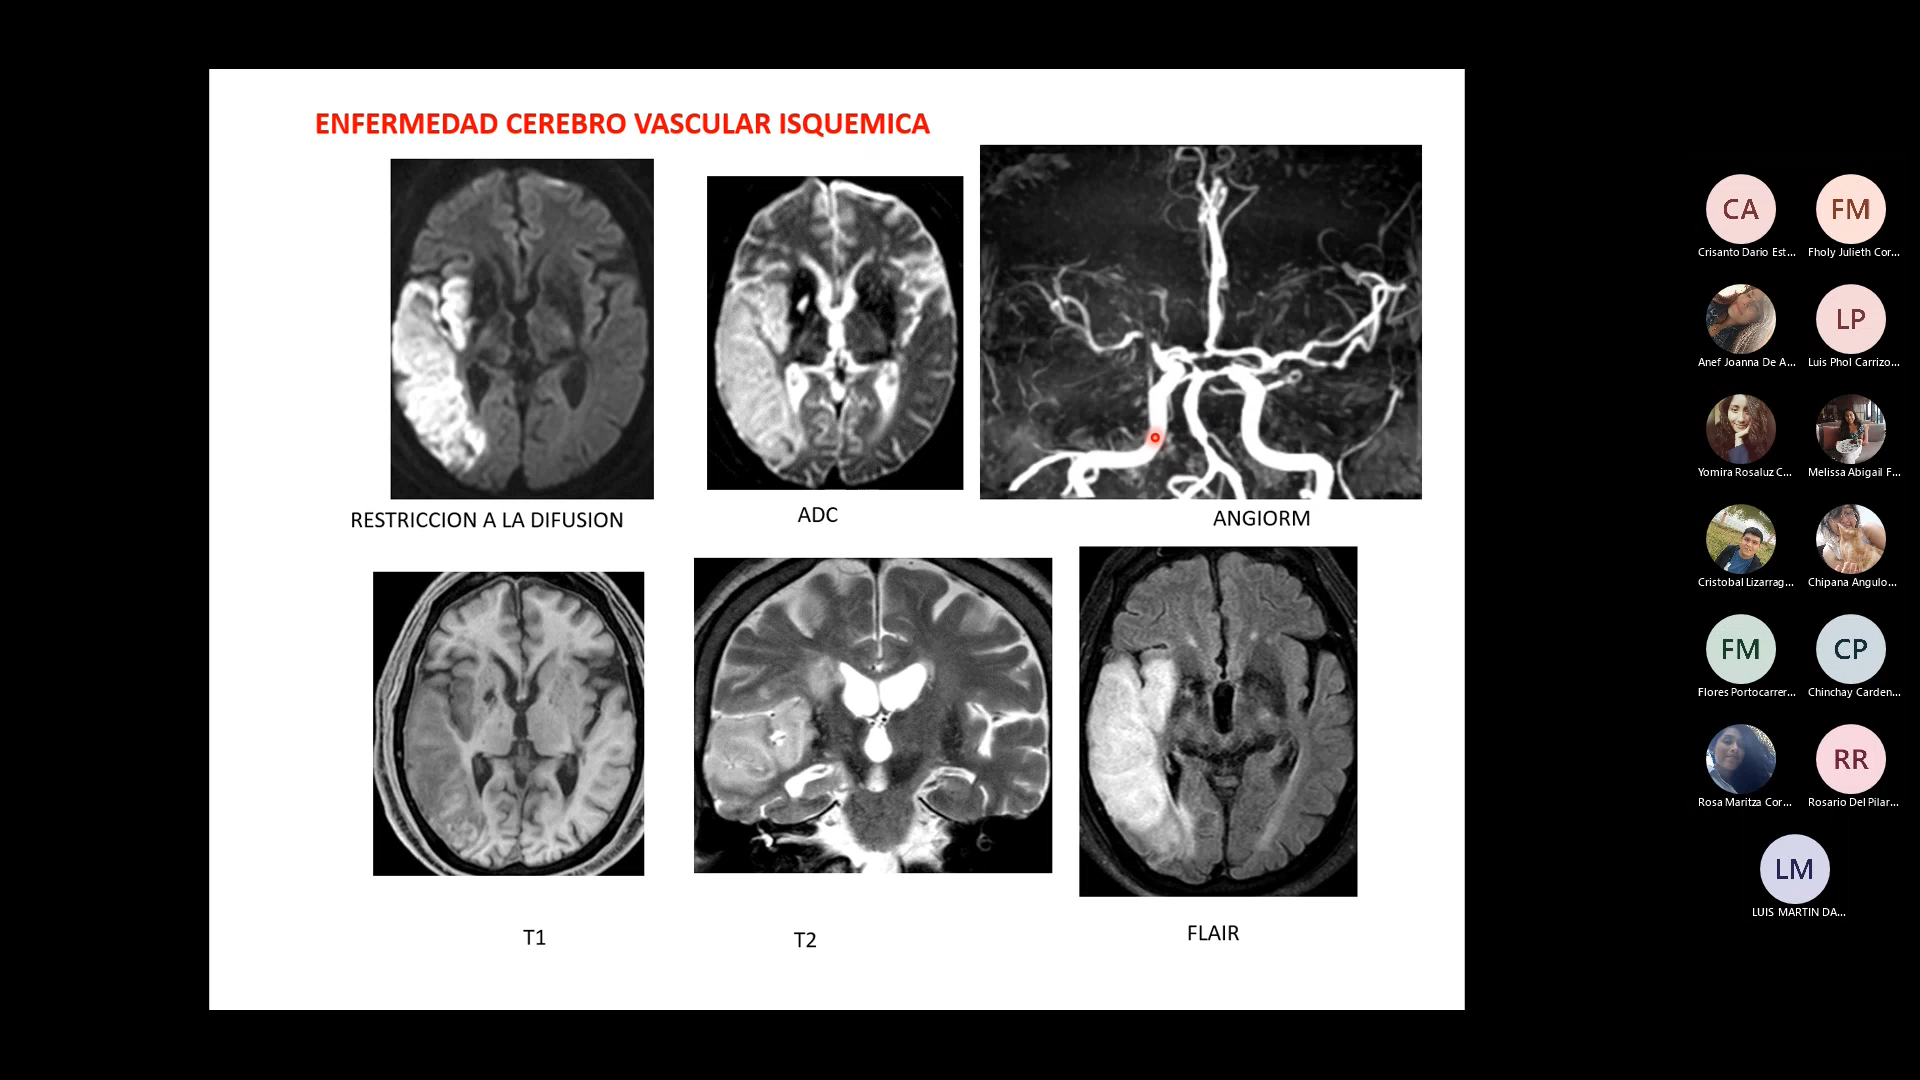 ENFERMEDAD CEREBRO VASCULAR ISQUEMICA
RESTRICCION A LA DIFUSION
ADC
ANGIORM
T1
T2
FLAIR
CA
FM
Crisanto Dario Est...
Fholy Julieth Cor...
LP
Anef Joanna De A...
Luis Phol Carrizo...
Yomira Rosaluz C...
Melissa Abigail F...
Cristobal Lizarrag...
Chipana Angulo...
FM
CP
Flores Portocarrer...
Chinchay Carden...
RR
Rosa Maritza Cor...
Rosario Del Pilar...
LM
LUIS MARTIN DA...